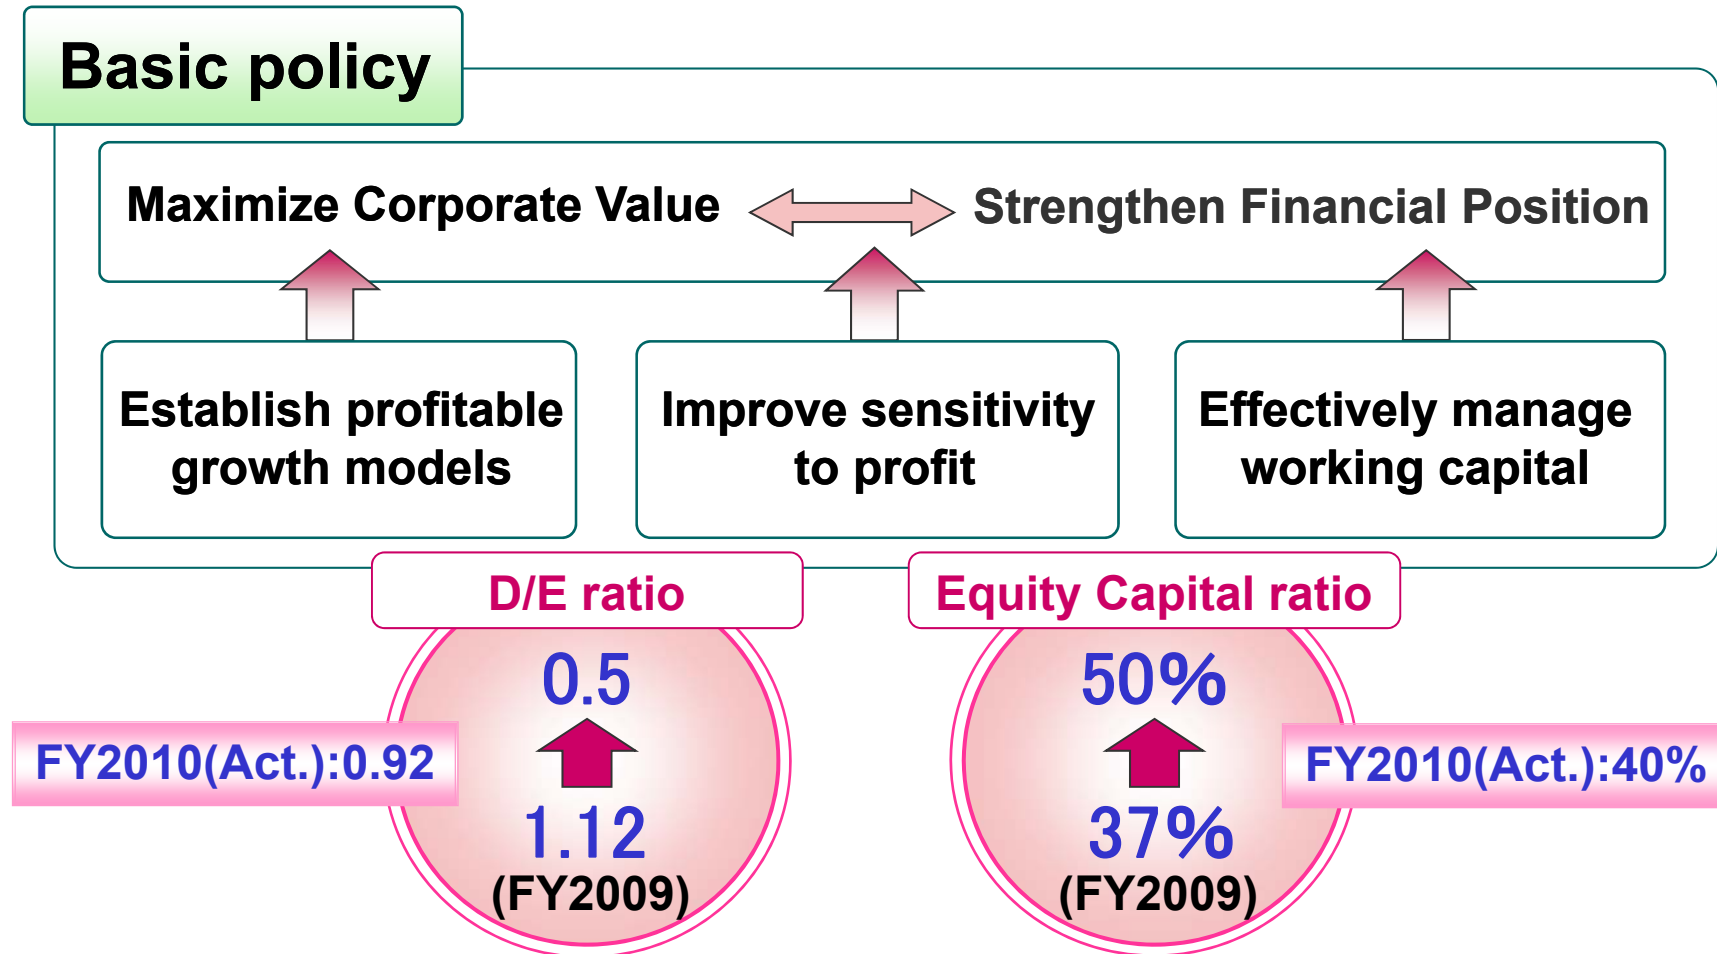 Basic policy
Maximize Corporate Value
Strengthen Financial Position
Establish profitable
growth models
Improve sensitivity
to profit
Effectively manage
working capital
D/E ratio
0.5
FY2010(Act.):0.92
1.12
(FY2009)
Equity Capital ratio
50%
FY2010(Act.):40%
37%
(FY2009)